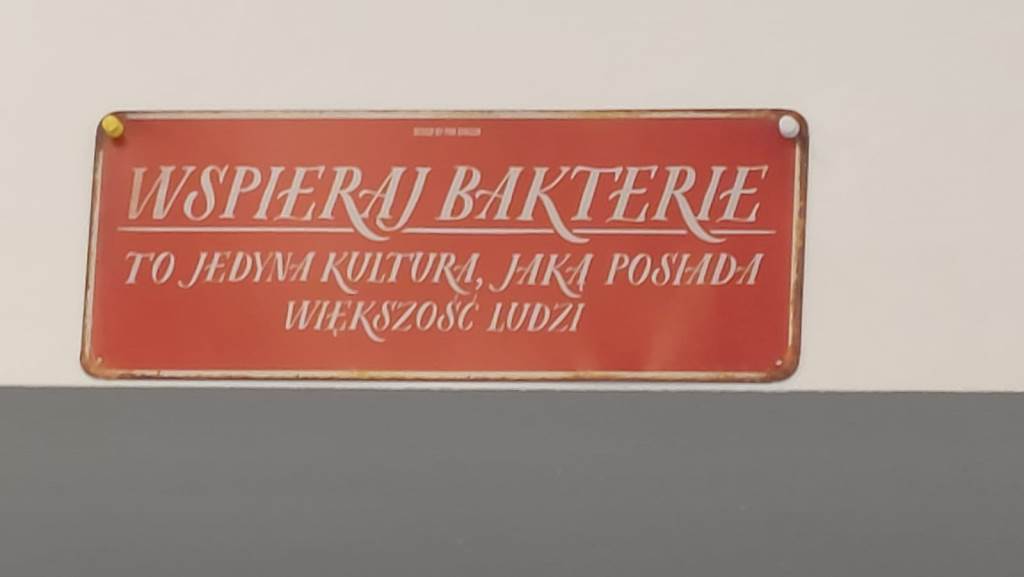 WSPIERAJ BAKTERIE
TO JEDYNA KULTURA, JAKĄ POSIADA
WIĘKSZOŚĆ LUDZI